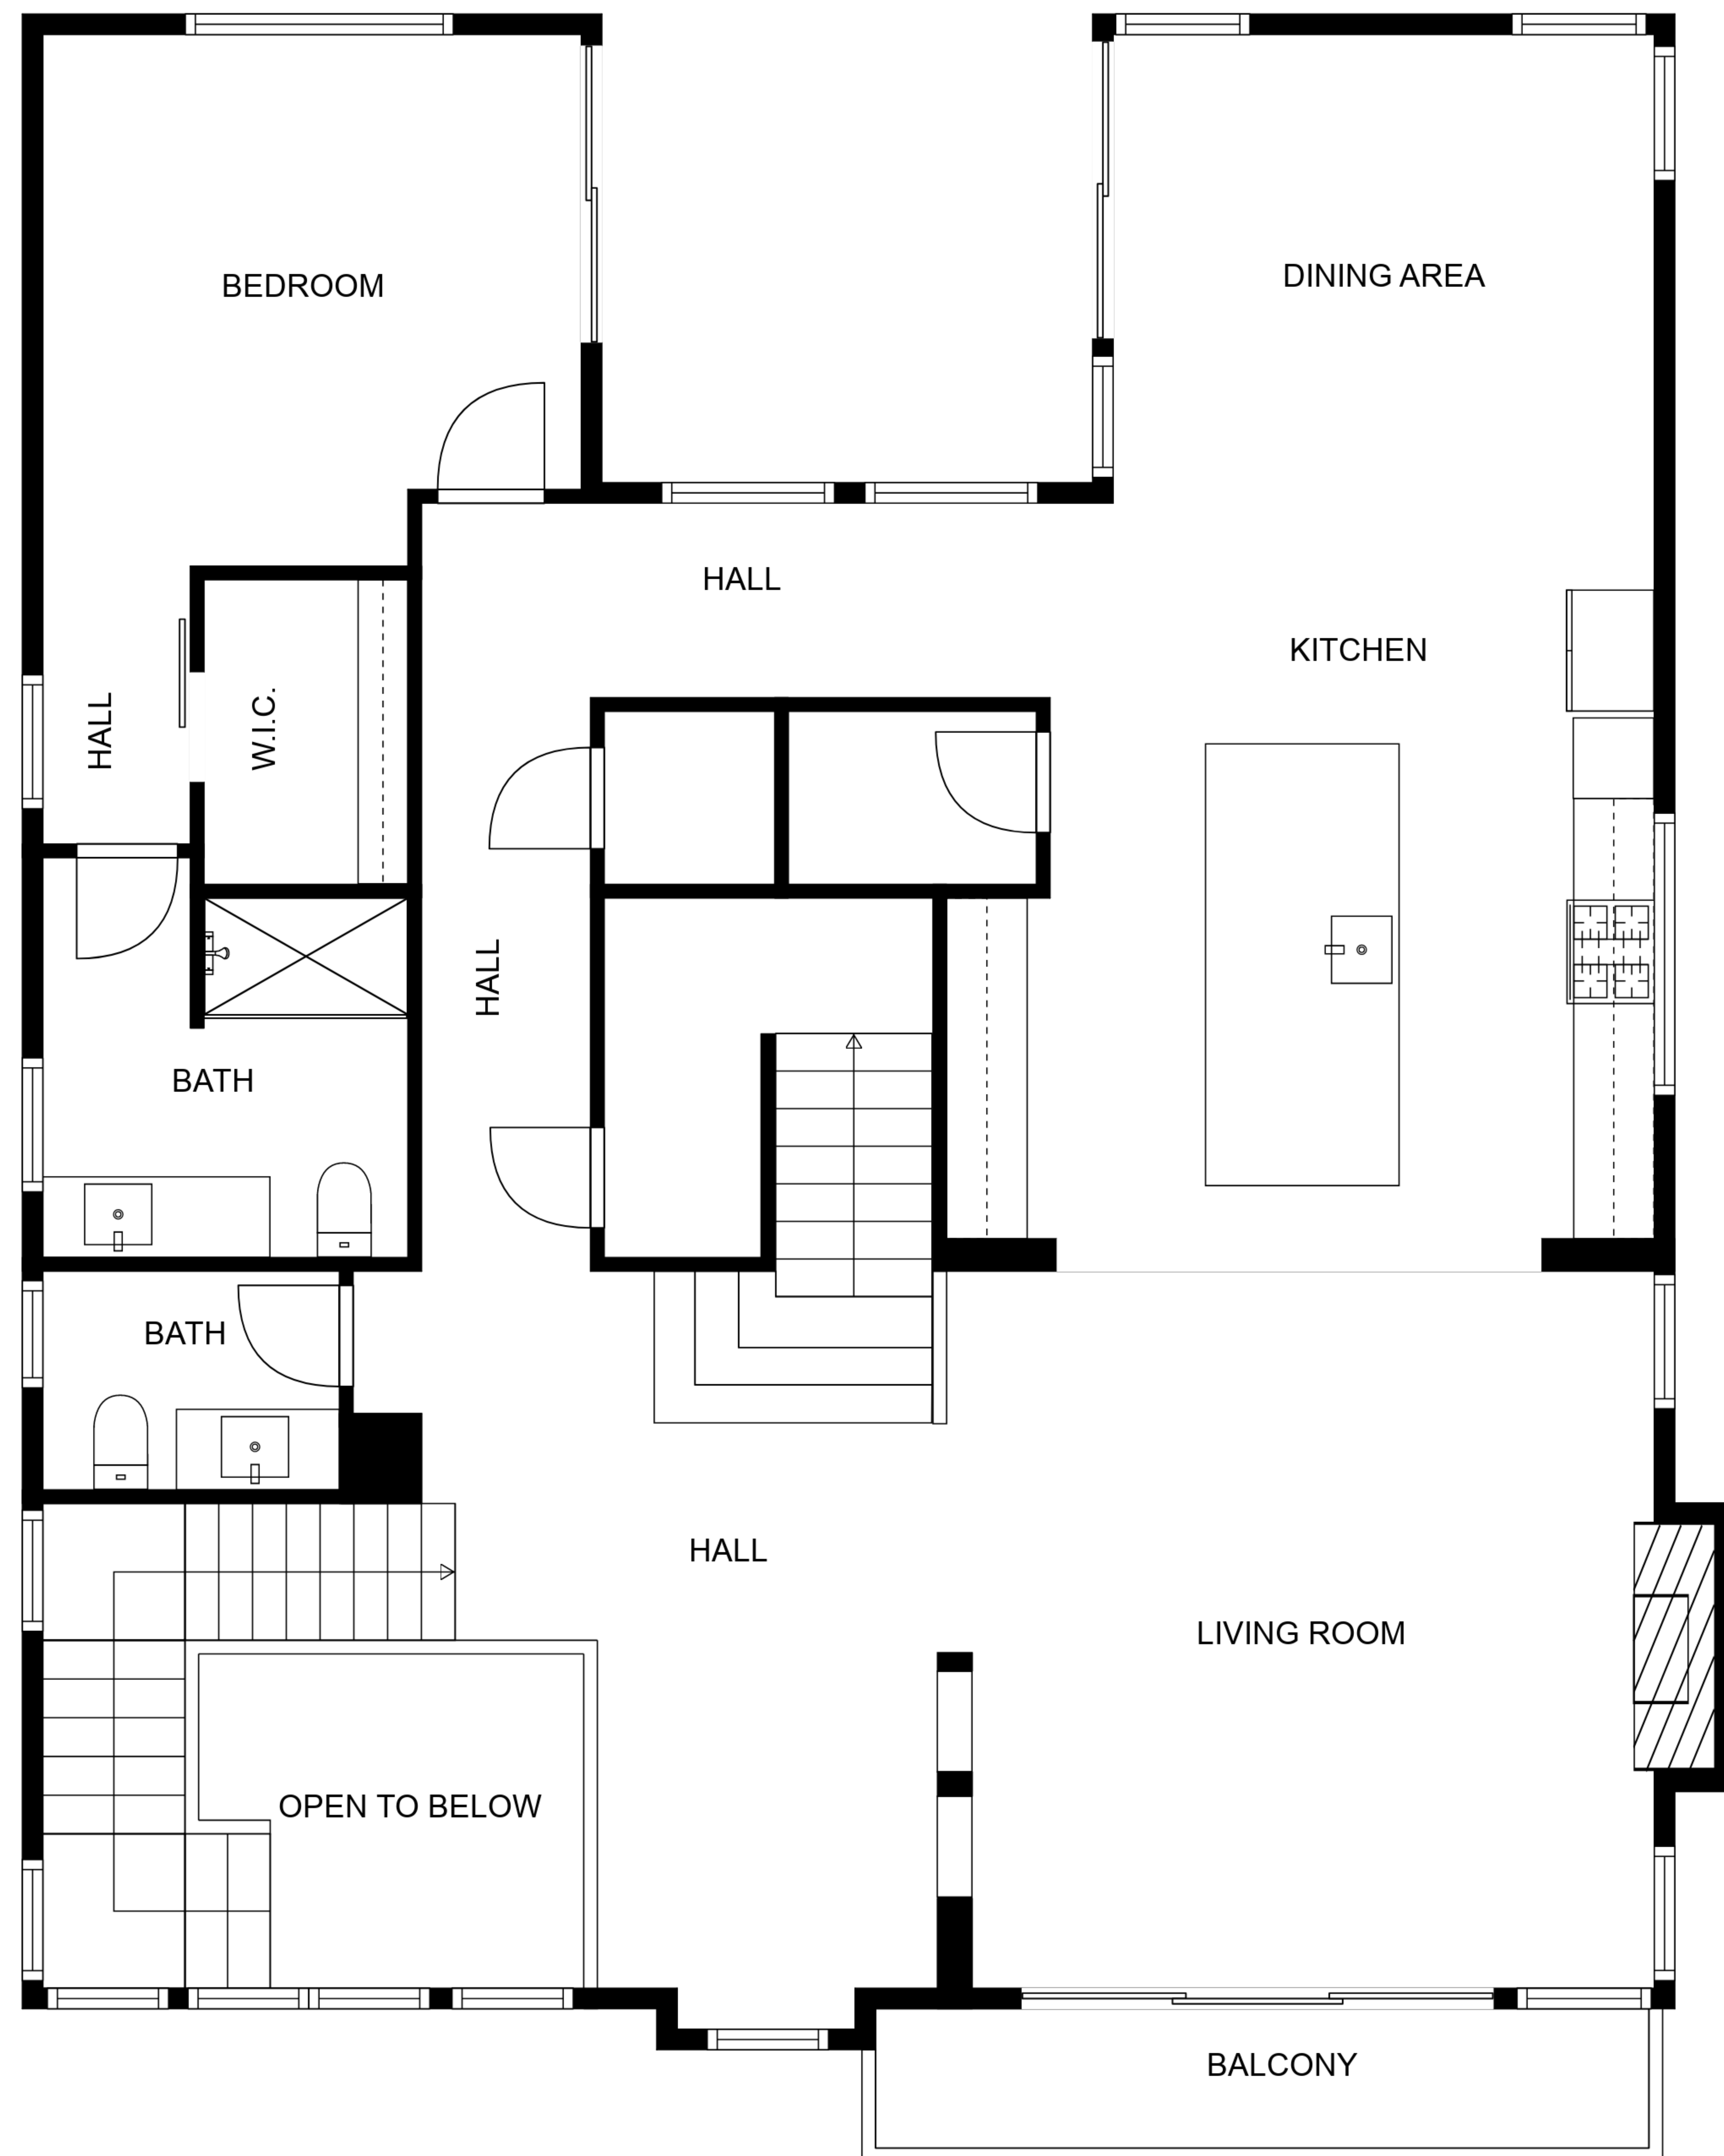 DINING AREA
BEDROOM
HALL
KITCHEN
HALL
W.I.C.
HALL
BATH
BATH
HALL
LIVING ROOM
OPEN TO BELOW
BALCONY